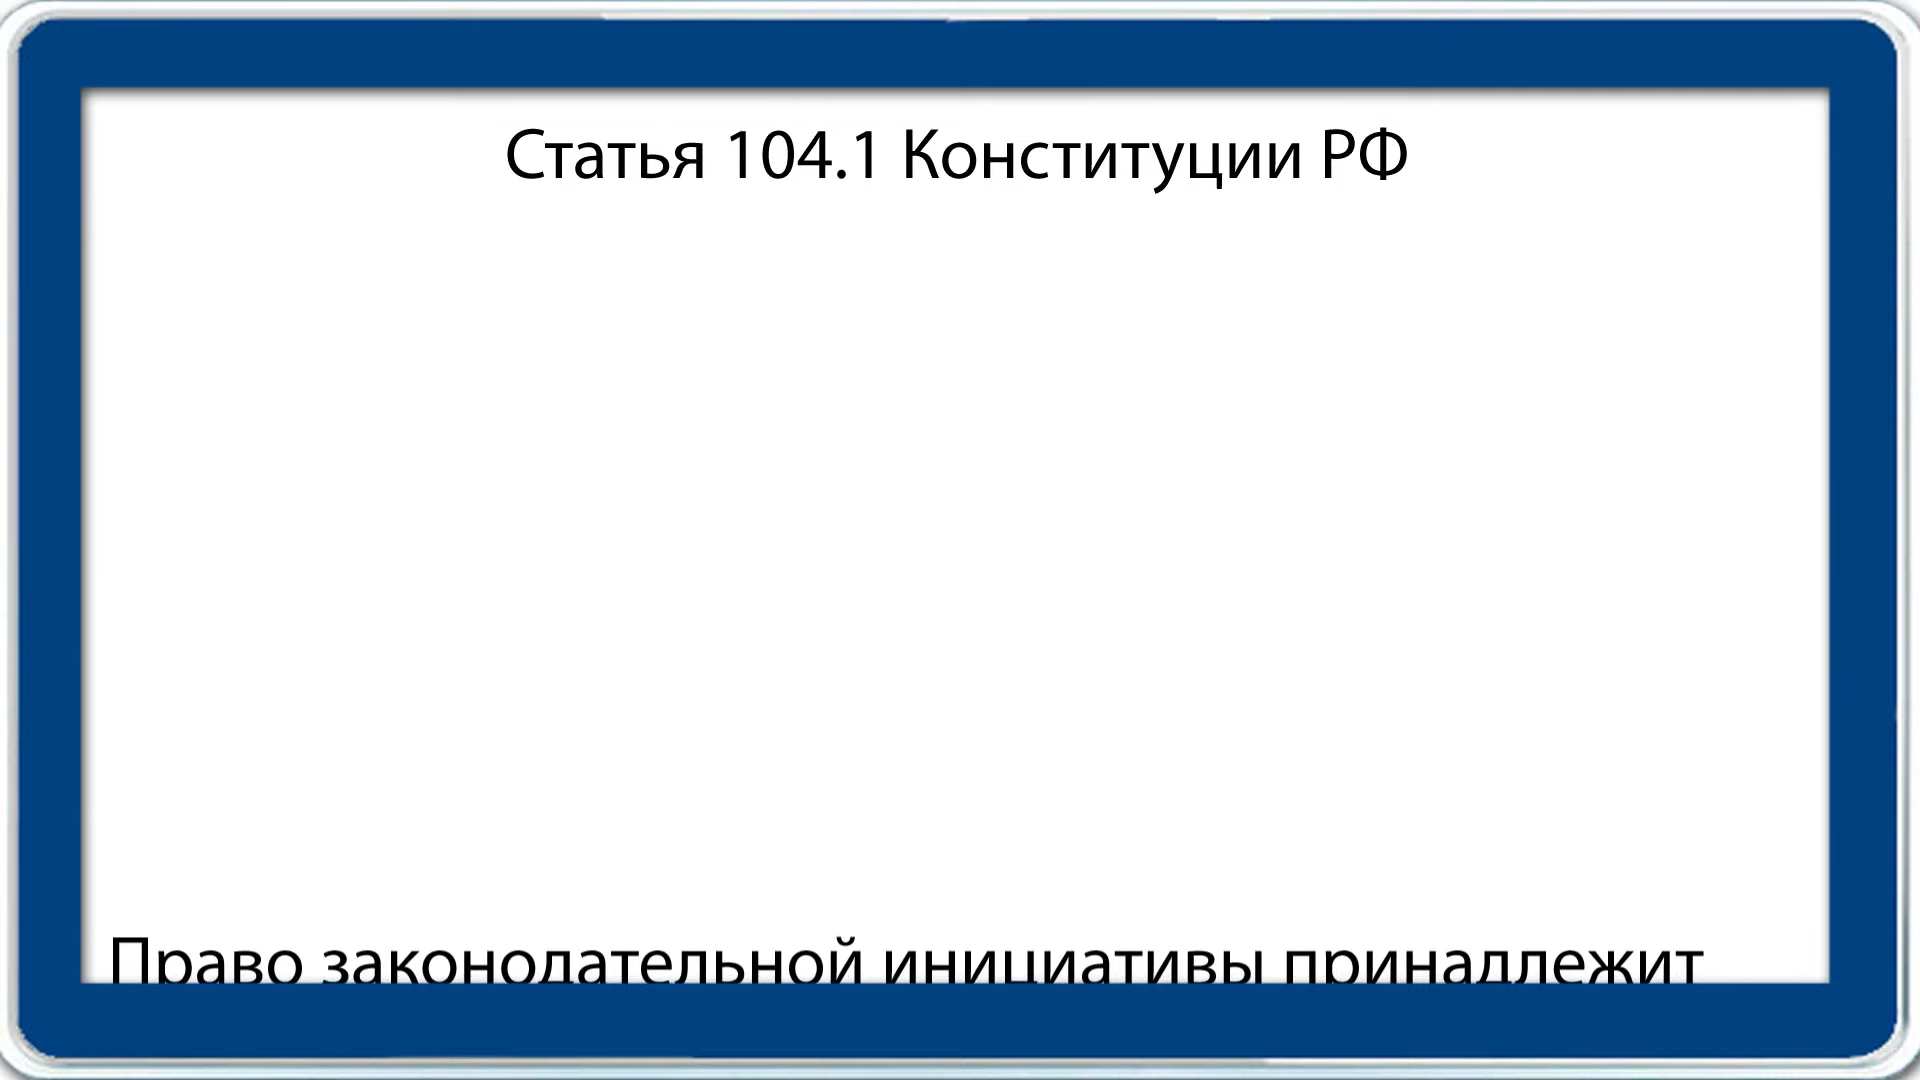 Статья 104.1 Конституции РФ
Право законодательной инициативы принадлежит